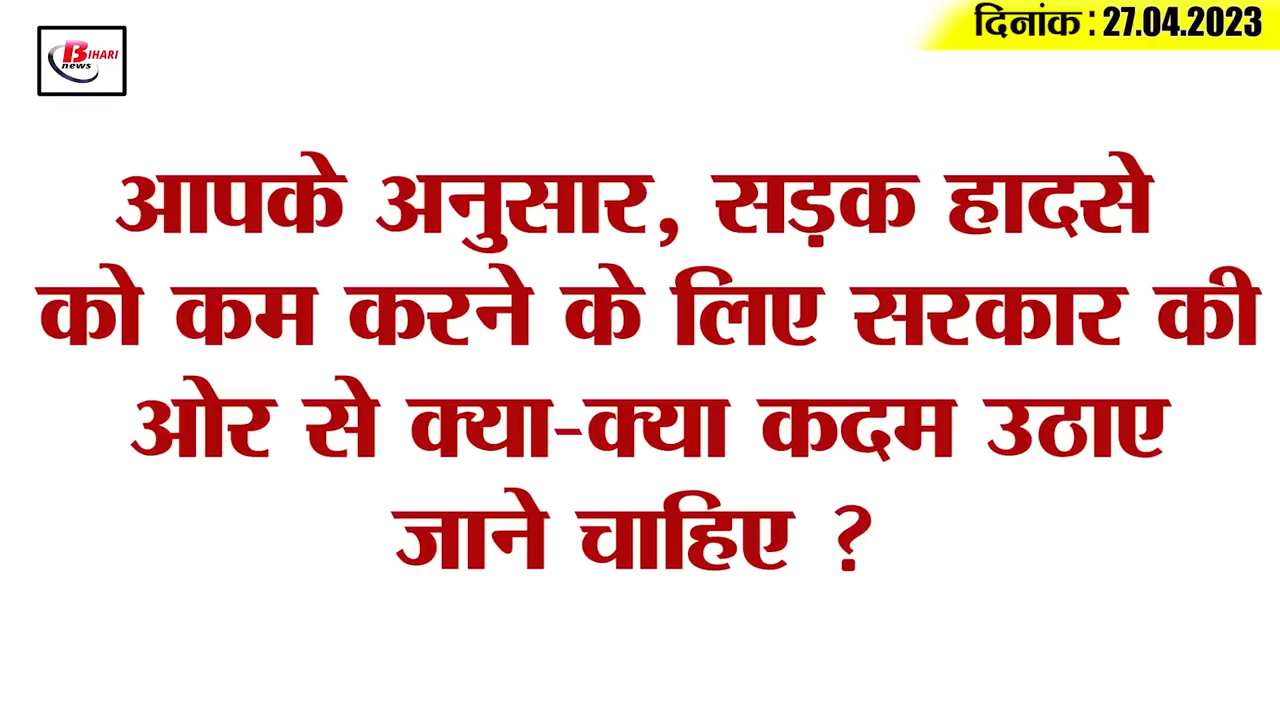 BIHARI
news
दिनांक : 27.04.2023
आपके अनुसार, सड़क हादसे
को कम करने के लिए सरकार की
ओर से क्या-क्या कदम उठाए
जाने चाहिए ?